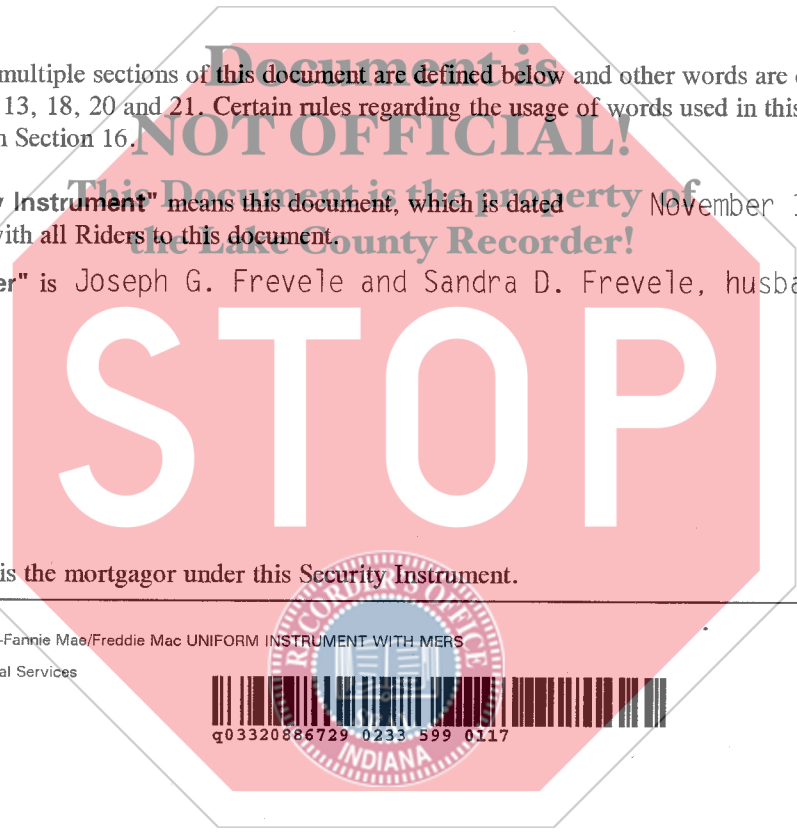 Document is
multiple sections of this document are defined below and other words are
13, 18, 20 and 21. Certain rules regarding the usage of words used in this
Section 16.
NOT OFFICIAL!
This Document is the property of
Instrument" means this document, which is dated November
with all Riders to this document.
the Lake County Recorder!
er" is Joseph G. Frevele and Sandra D. Frevele, husba
STOP
is the mortgagor under this Security Instrument.
RECORDER'S OFFICE
-Fannie Mae/Freddie Mac UNIFORM INSTRUMENT WITH MERS
al Services
q03320886729 0233 599 0117
INDIANA